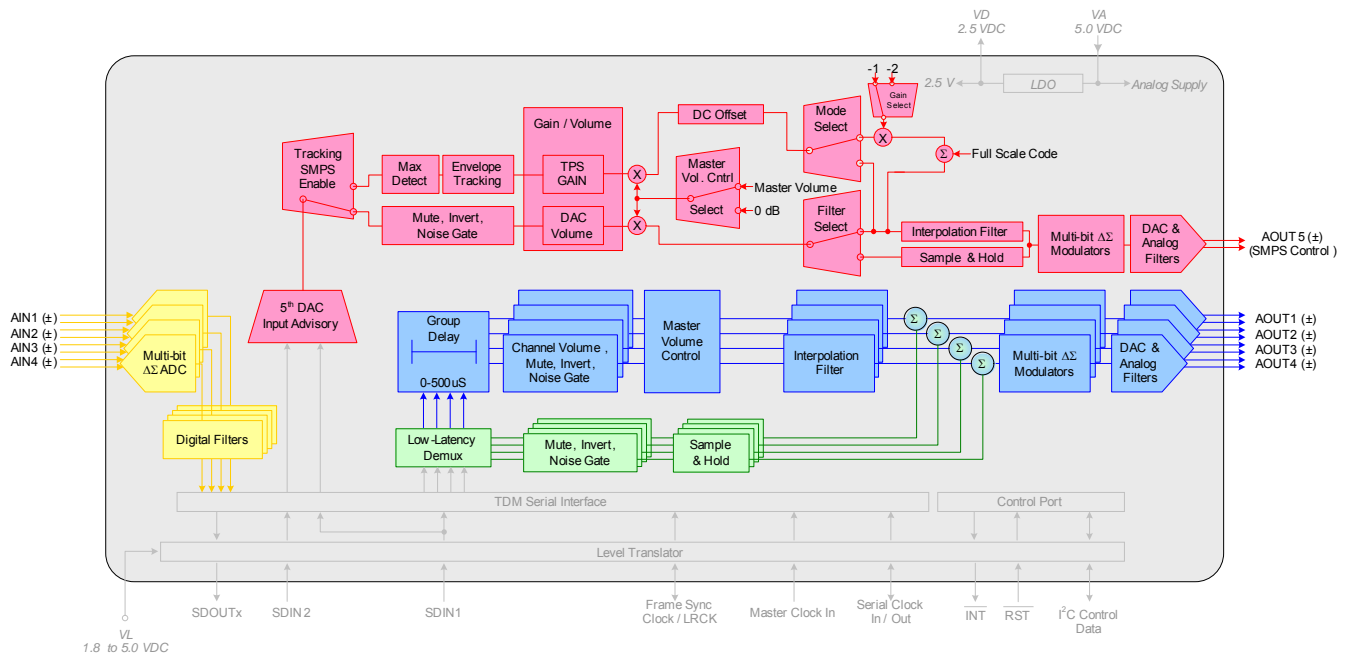 VD
2.5 VDC
VA
5.0 VDC
2.5 V
LDO
Analog Supply
-1
-2
Gain
Select
Mode
Select
DC Offset
X
Σ
Full Scale Code
Gain / Volume
TPS
GAIN
DAC
Volume
X
X
Tracking
SMPS
Enable
Max
Detect
Envelope
Tracking
Mute, Invert,
Noise Gate
Master
Vol. Cntrl
Select
Master Volume
0 dB
Filter
Select
Interpolation Filter
Sample & Hold
Multi-bit ΔΣ
Modulators
DAC &
Analog
Filters
AOUT5 (±)
(SMPS Control )
5th DAC
Input Advisory
AIN1 (±)
AIN2 (±)
AIN3 (±)
AIN4 (±)
Multi-bit
ΔΣ ADC
Digital Filters
Group
Delay
0-500uS
Channel Volume ,
Mute, Invert,
Noise Gate
Master
Volume
Control
Interpolation
Filter
Σ
Σ
Σ
Σ
Multi-bit ΔΣ
Modulators
DAC &
Analog
Filters
AOUT1 (±)
AOUT2 (±)
AOUT3 (±)
AOUT4 (±)
Low-Latency
Demux
Mute, Invert,
Noise Gate
Sample
& Hold
TDM Serial Interface
Control Port
Level Translator
VL
1.8 to 5.0 VDC
SDOUTx
SDIN2
SDIN1
Frame Sync
Clock / LRCK
Master Clock In
Serial Clock
In / Out
INT
RST
I2C Control
Data